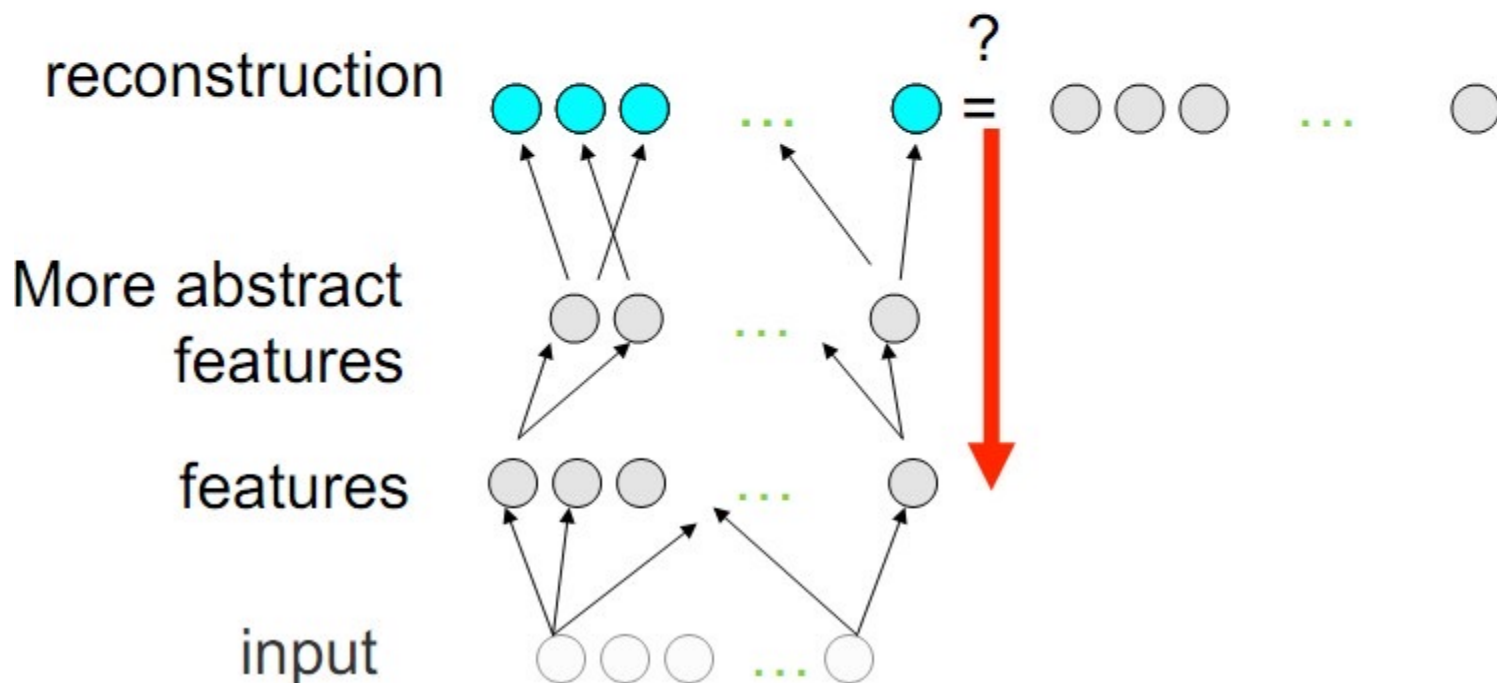 ?
reconstruction ... = ...
More abstract ...
features
features ...
input ...